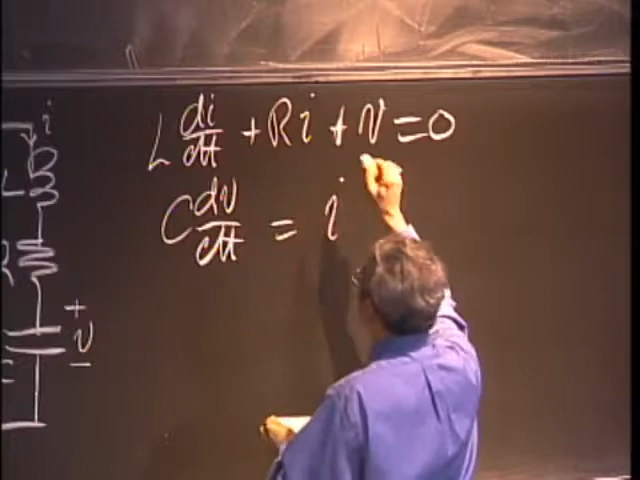 L di/dt + Ri + v = 0
C dv/dt = i
i
L
R
+
v
-